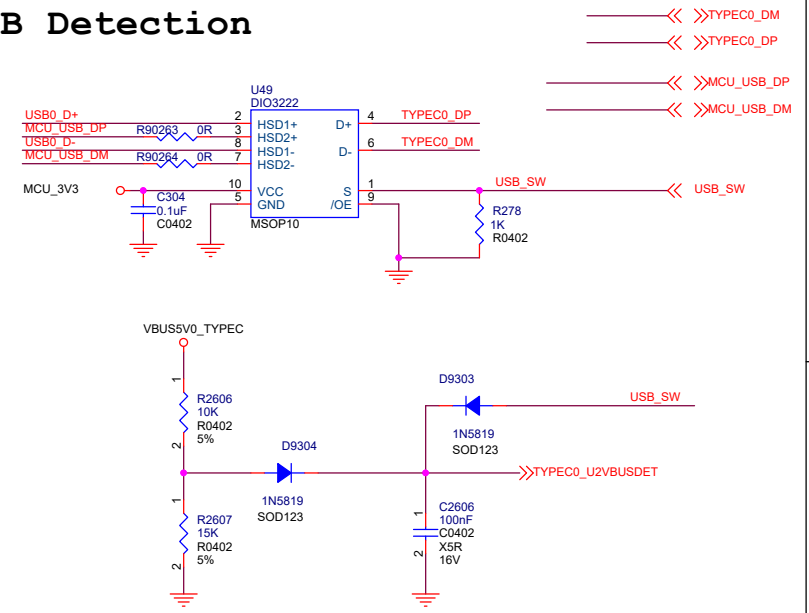 B Detection
TYPEC0_DM
TYPEC0_DP
MCU_USB_DP
MCU_USB_DM
U49
DIO3222
USB0_D+
MCU_USB_DP
USB0_D-
MCU_USB_DM
R90263 0R
R90264 0R
2
3
8
7
HSD1+
HSD2+
HSD1-
HSD2-
D+
D-
4
6
TYPEC0_DP
TYPEC0_DM
MCU_3V3
10
5
VCC
GND
S
/OE
1
9
USB_SW
USB_SW
C304
0.1uF
C0402
MSOP10
R278
1K
R0402
VBUS5V0_TYPEC
1
R2606
10K
R0402
5%
2
D9303
1N5819
SOD123
USB_SW
D9304
1N5819
SOD123
TYPEC0_U2VBUSDET
1
R2607
15K
R0402
5%
2
1
C2606
100nF
C0402
X5R
16V
2